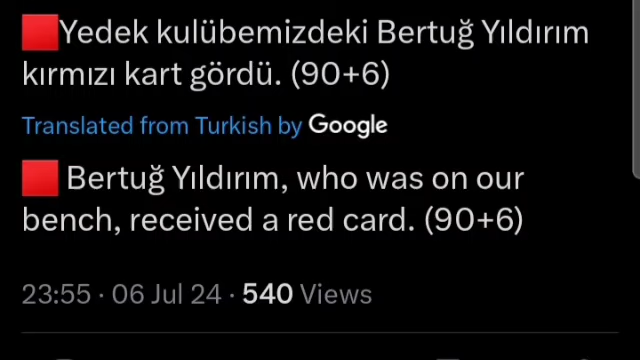 🟥Yedek kulübemizdeki Bertuğ Yıldırım
kırmızı kart gördü. (90+6)
Translated from Turkish by Google
🟥 Bertuğ Yıldırım, who was on our
bench, received a red card. (90+6)
23:55 · 06 Jul 24 · 540 Views